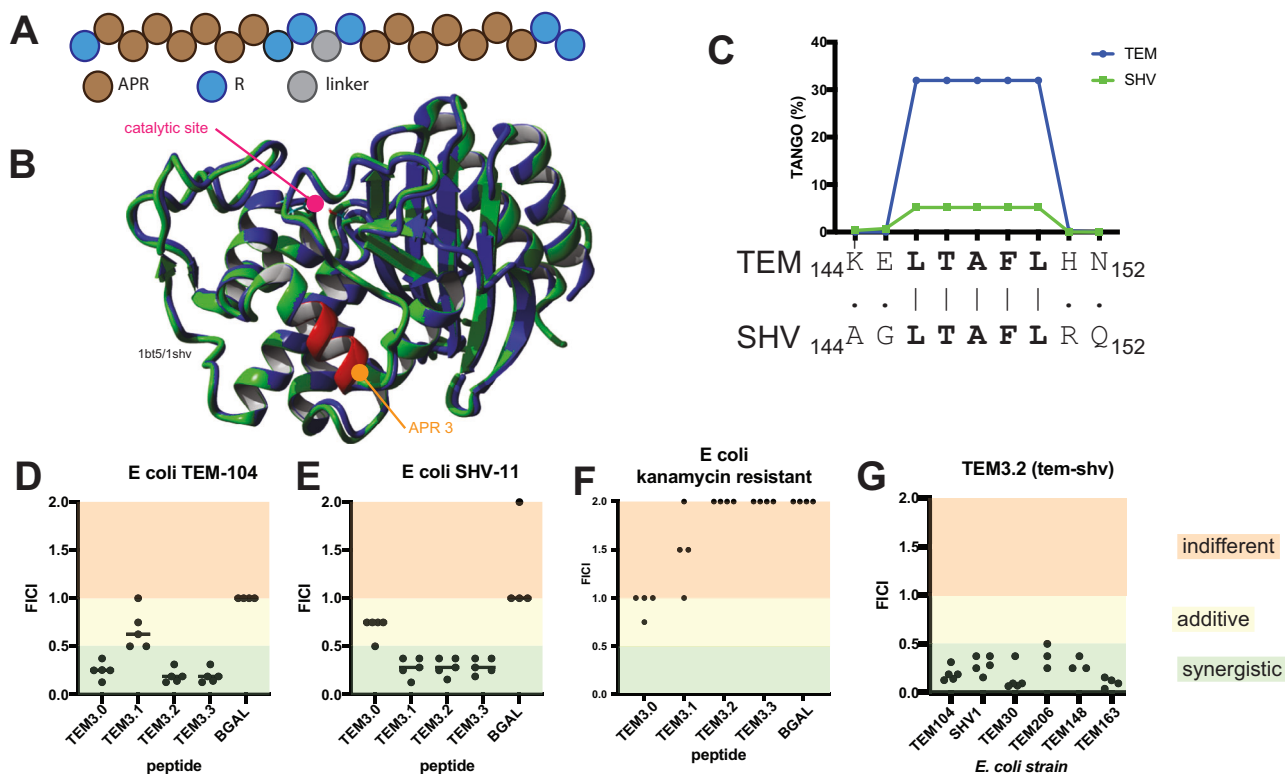 A
APR
R
linker
B
catalytic site
1bt5/1shv
APR 3
C
TEM
SHV
TANGO (%)
40
30
20
10
0
TEM 144 K E L T A F L H N 152
. . | | | | | . .
SHV 144 A G L T A F L R Q 152
D
E coli TEM-104
FICI
2.0
1.5
1.0
0.5
0.0
TEM3.0
TEM3.1
TEM3.2
TEM3.3
BGAL
peptide
E
E coli SHV-11
FICI
2.0
1.5
1.0
0.5
0.0
TEM3.0
TEM3.1
TEM3.2
TEM3.3
BGAL
peptide
F
E coli
kanamycin resistant
FICI
2.0
1.5
1.0
0.5
0.0
TEM3.0
TEM3.1
TEM3.2
TEM3.3
BGAL
peptide
G
TEM3.2 (tem-shv)
FICI
2.0
1.5
1.0
0.5
0.0
TEM104
SHV1
TEM30
TEM206
TEM148
TEM163
E. coli strain
indifferent
additive
synergistic